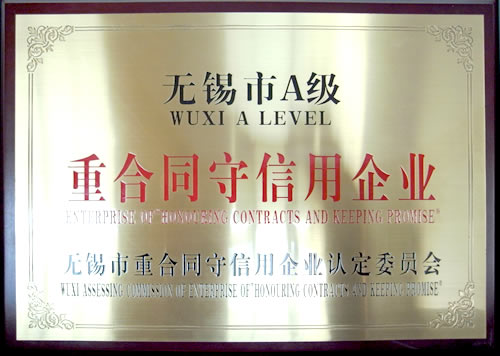 无锡市A级
WUXI A LEVEL
重合同守信用企业
ENTERPRISE OF "HONOURING CONTRACTS AND KEEPING PROMISE"
无锡市重合同守信用企业认定委员会
WUXI ASSESSING COMMISSION OF ENTERPRISE OF "HONOURING CONTRACTS AND KEEPING PROMISE"